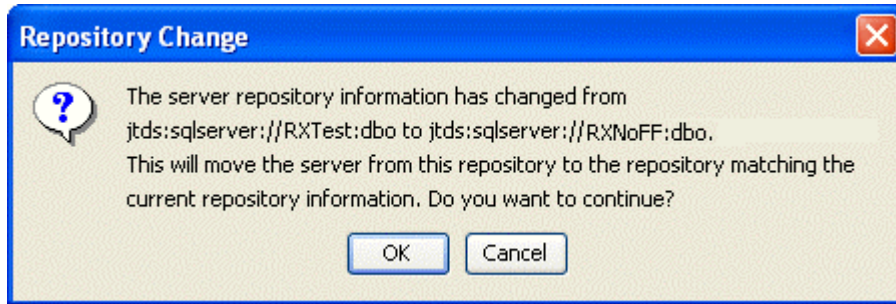 Repository Change
The server repository information has changed from
jtds:sqlserver://RXTest:dbo to jtds:sqlserver://RXNoFF:dbo.
This will move the server from this repository to the repository matching the
current repository information. Do you want to continue?
OK Cancel